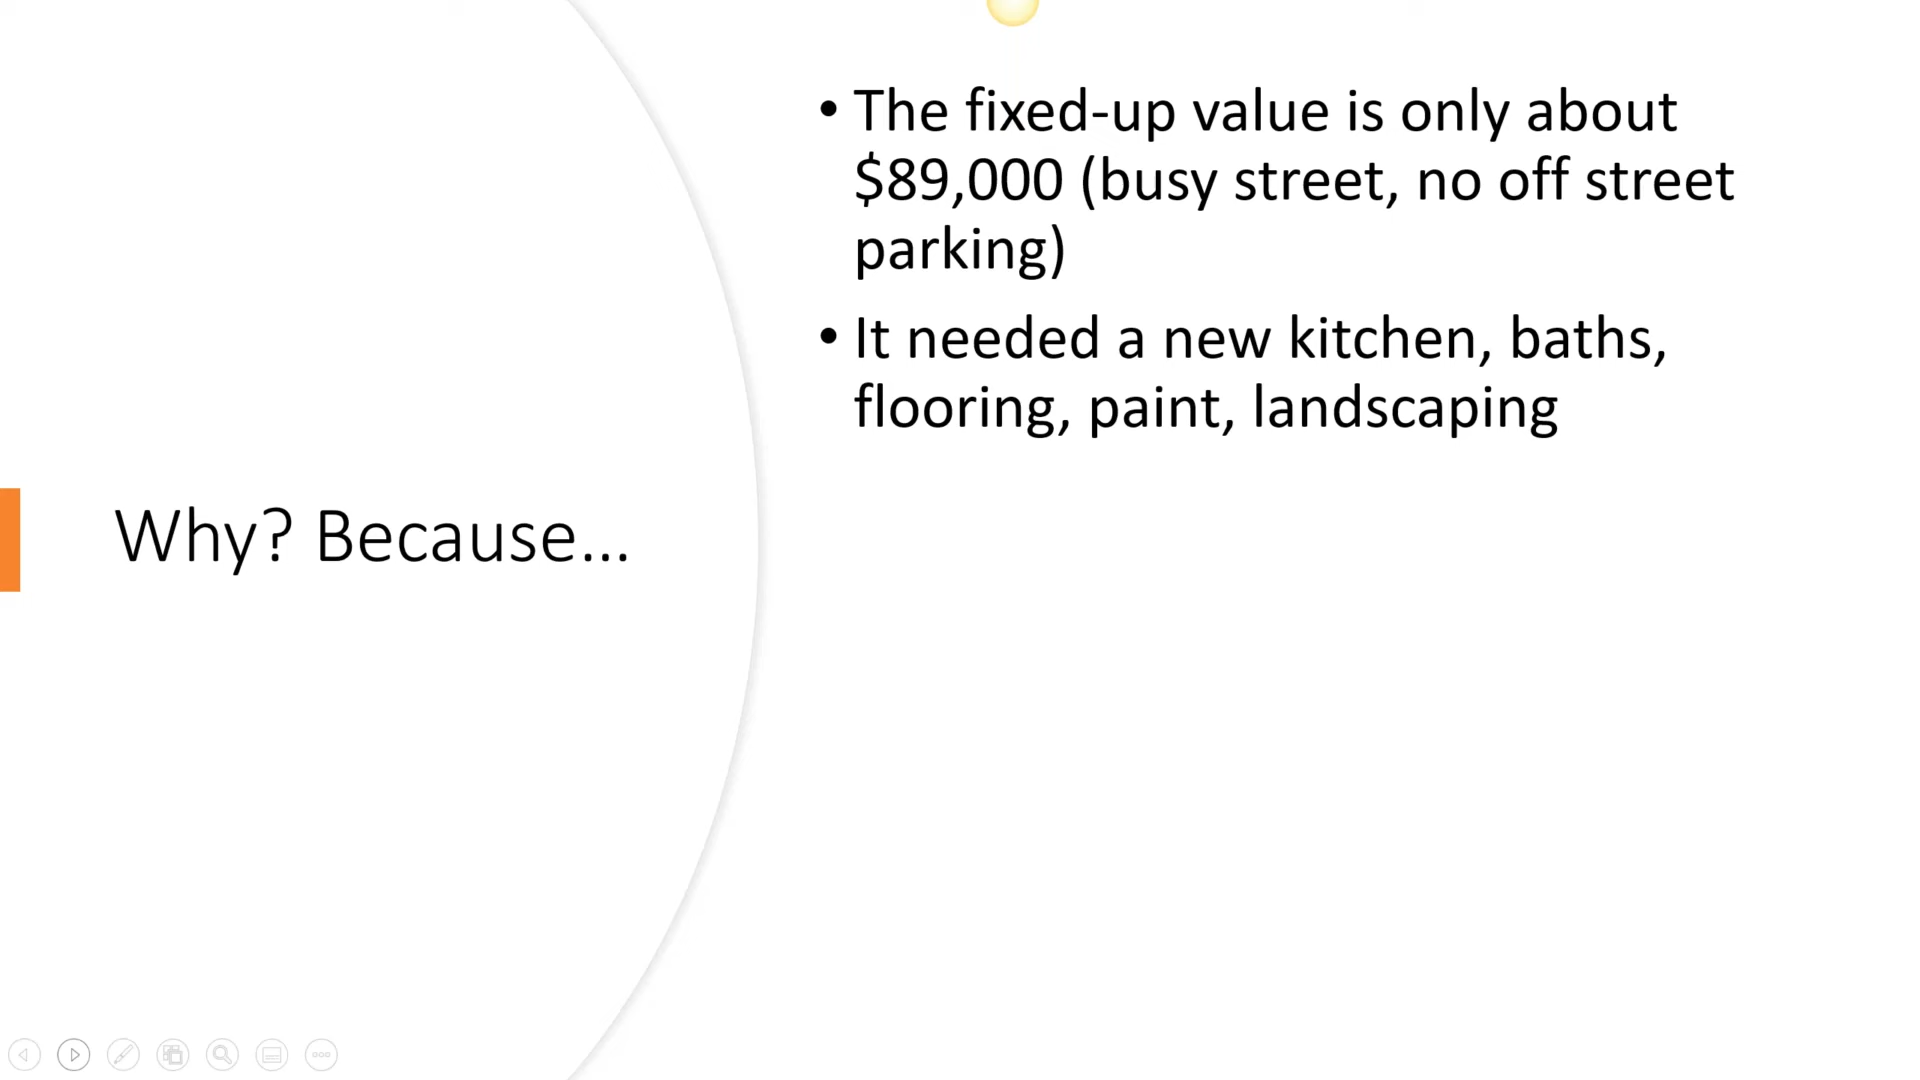 Why? Because...
• The fixed-up value is only about
$89,000 (busy street, no off street
parking)
• It needed a new kitchen, baths,
flooring, paint, landscaping